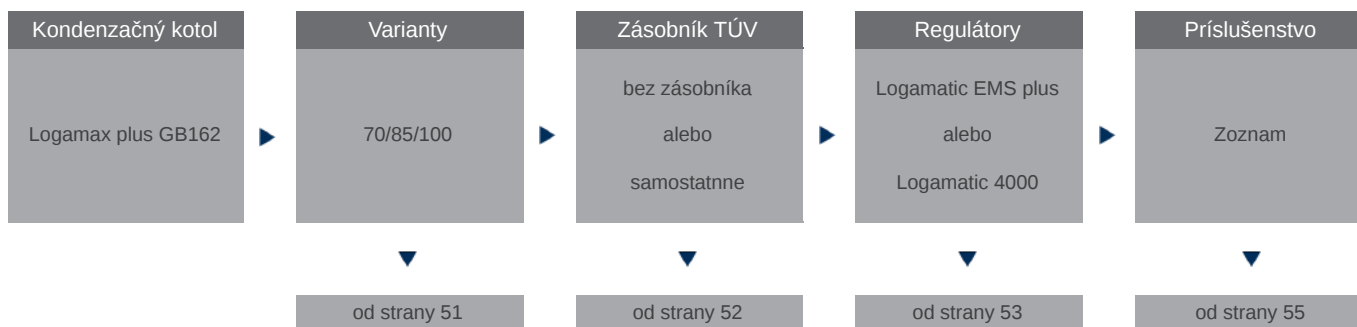 Kondenzačný kotol
Logamax plus GB162
Varianty
70/85/100
od strany 51
Zásobník TÚV
bez zásobníka
alebo
samostatnne
od strany 52
Regulátory
Logamatic EMS plus
alebo
Logamatic 4000
od strany 53
Príslušenstvo
Zoznam
od strany 55